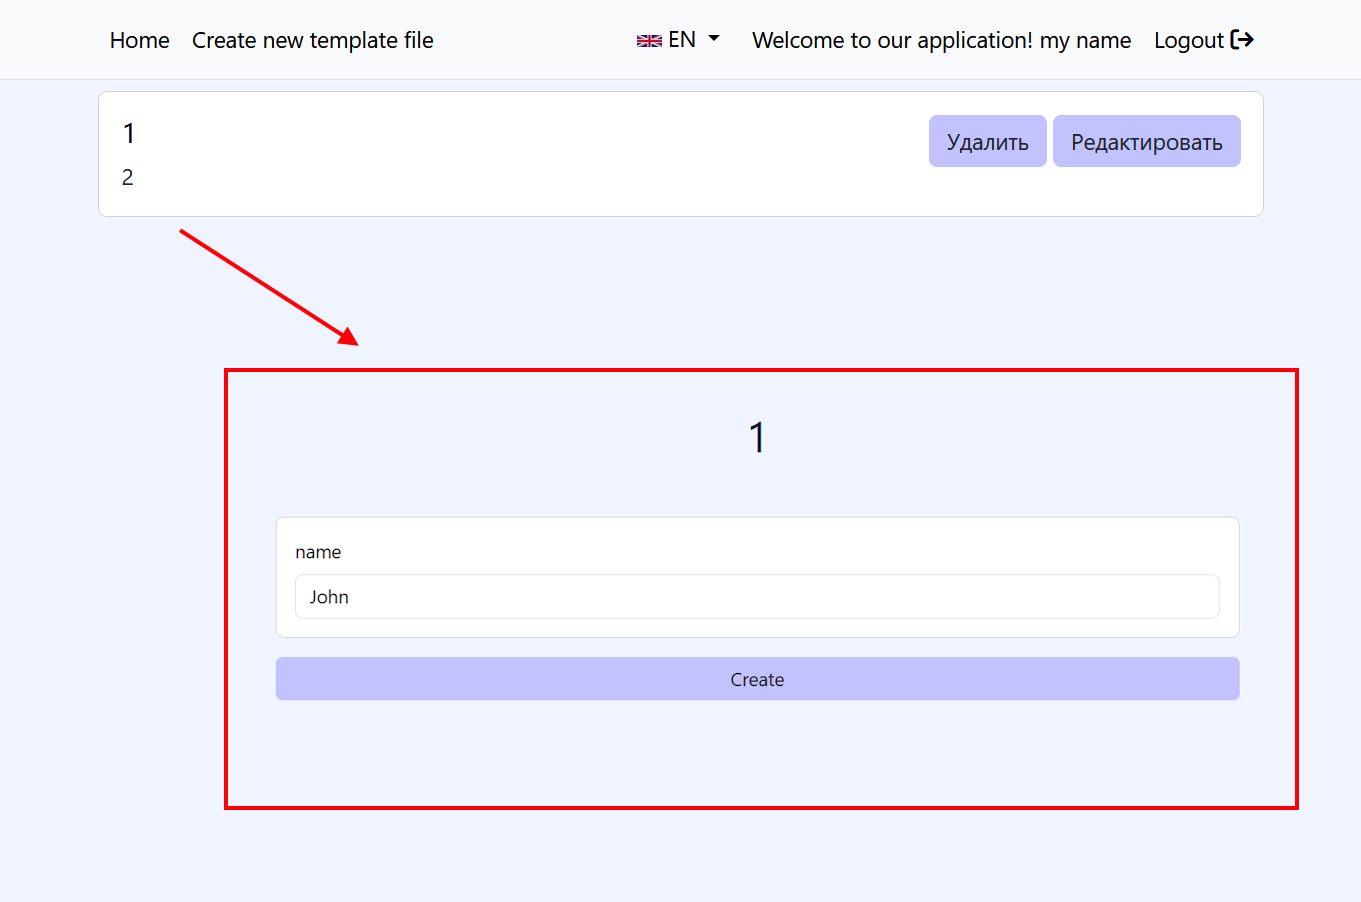 Home Create new template file EN Welcome to our application! my name Logout
1 Удалить Редактировать
2
1
name
John
Create